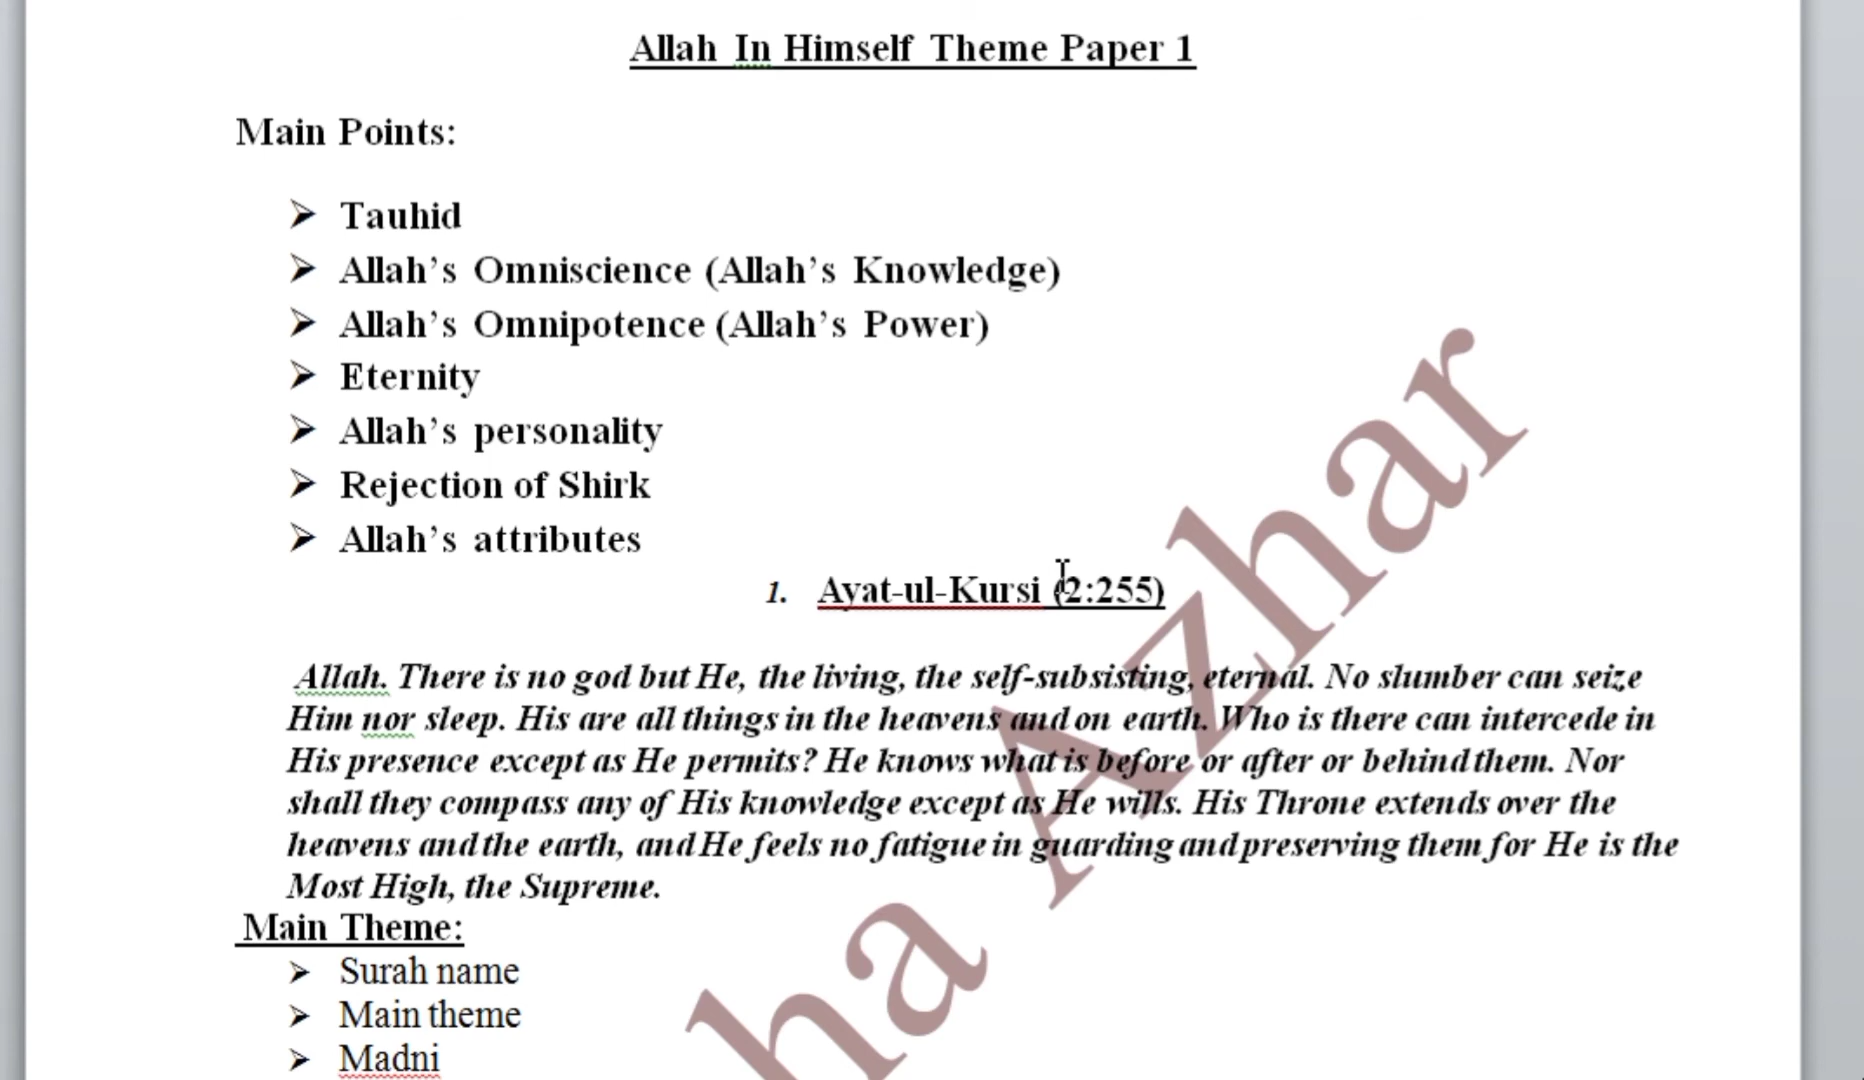 Allah In Himself Theme Paper 1
Main Points:
➢ Tauhid
➢ Allah’s Omniscience (Allah’s Knowledge)
➢ Allah’s Omnipotence (Allah’s Power)
➢ Eternity
➢ Allah’s personality
➢ Rejection of Shirk
➢ Allah’s attributes
1. Ayat-ul-Kursi (2:255)
Allah. There is no god but He, the living, the self-subsisting, eternal. No slumber can seize
Him nor sleep. His are all things in the heavens and on earth. Who is there can intercede in
His presence except as He permits? He knows what is before or after or behind them. Nor
shall they compass any of His knowledge except as He wills. His Throne extends over the
heavens and the earth, and He feels no fatigue in guarding and preserving them for He is the
Most High, the Supreme.
Main Theme:
➢ Surah name
➢ Main theme
➢ Madni
ha Azhar